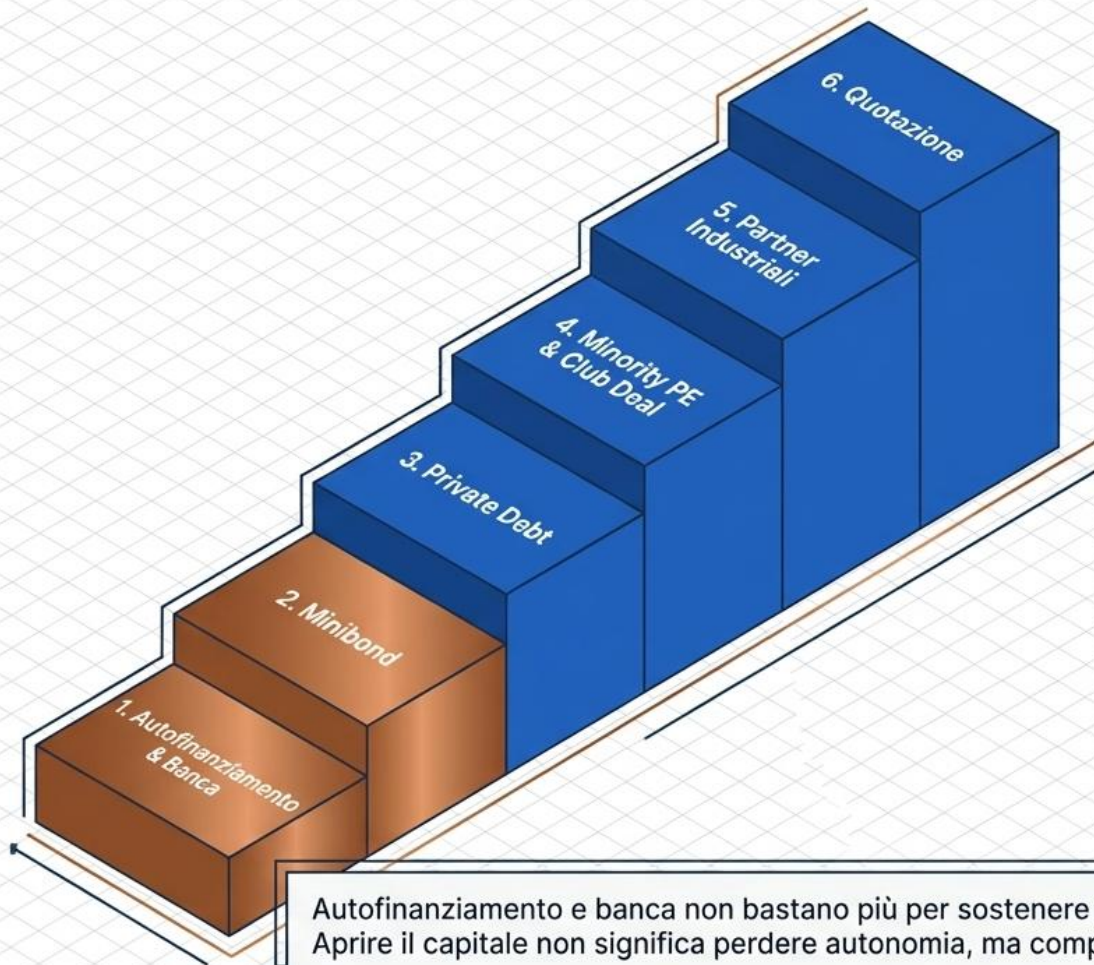 6. Quotazione
5. Partner
Industriali
4. Minority PE
& Club Deal
3. Private Debt
2. Minibond
1. Autofinanziamento
& Banca
Autofinanziamento e banca non bastano più per sostenere
Aprire il capitale non significa perdere autonomia, ma